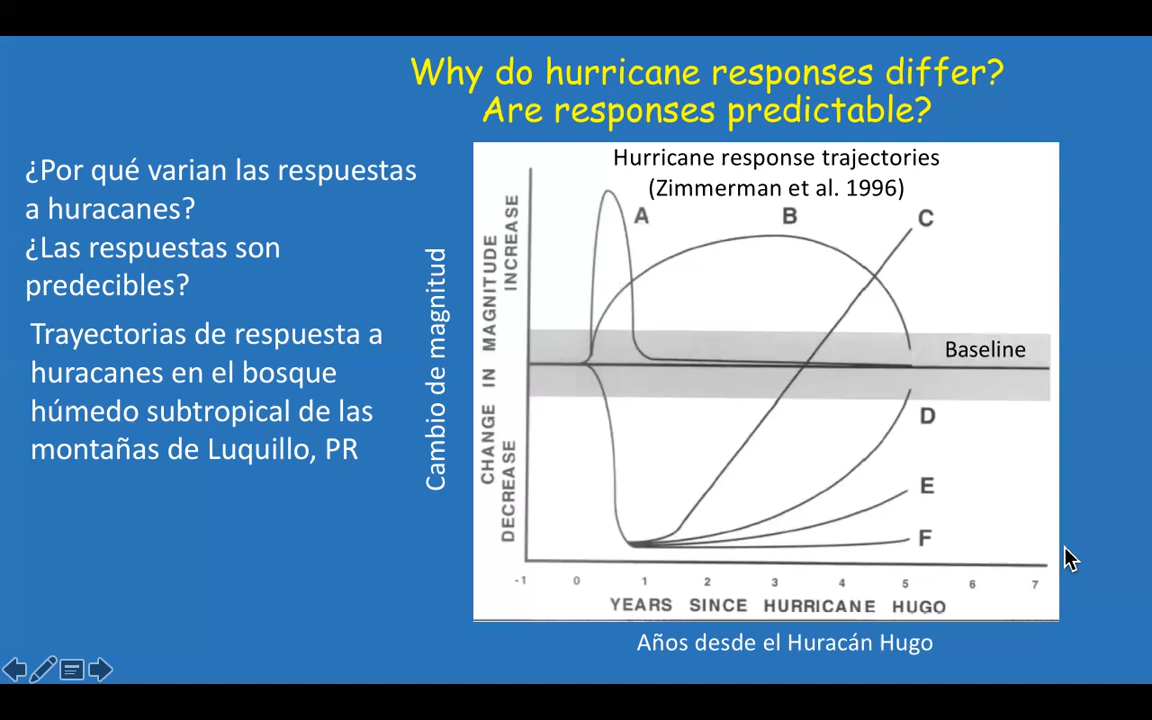 Why do hurricane responses differ?
Are responses predictable?
¿Por qué varian las respuestas
a huracanes?
¿Las respuestas son
predecibles?
Trayectorias de respuesta a
huracanes en el bosque
húmedo subtropical de las
montañas de Luquillo, PR
Cambio de magnitud
Hurricane response trajectories
(Zimmerman et al. 1996)
CHANGE IN MAGNITUDE
DECREASE INCREASE
A B C
Baseline
D
E
F
-1 0 1 2 3 4 5 6 7
YEARS SINCE HURRICANE HUGO
Años desde el Huracán Hugo